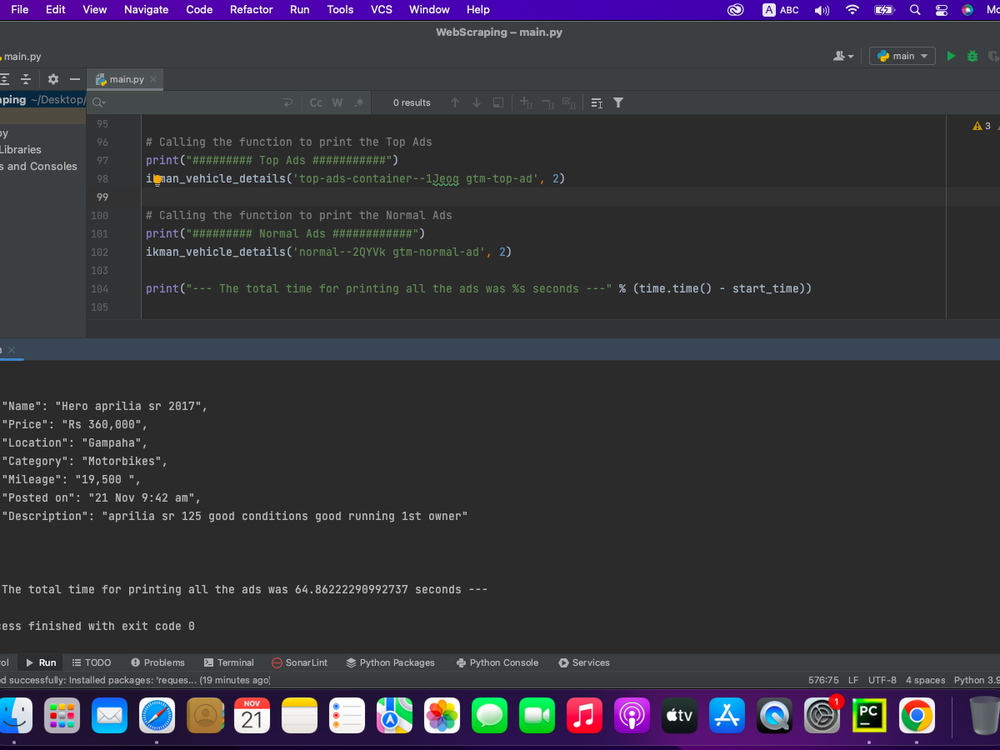 File Edit View Navigate Code Refactor Run Tools VCS Window Help A ABC
WebScraping – main.py
main.py
main
main.py
aping ~/Desktop/
Cc W .* 0 results
Libraries
s and Consoles
3
95
96 # Calling the function to print the Top Ads
97 print("######### Top Ads ###########")
98 ikman_vehicle_details('top-ads-container--1Jeog gtm-top-ad', 2)
99
100 # Calling the function to print the Normal Ads
101 print("######### Normal Ads ############")
102 ikman_vehicle_details('normal--2QYVk gtm-normal-ad', 2)
103
104 print("--- The total time for printing all the ads was %s seconds ---" % (time.time() - start_time))
105
"Name": "Hero aprilia sr 2017",
"Price": "Rs 360,000",
"Location": "Gampaha",
"Category": "Motorbikes",
"Mileage": "19,500 ",
"Posted on": "21 Nov 9:42 am",
"Description": "aprilia sr 125 good conditions good running 1st owner"
The total time for printing all the ads was 64.86222290992737 seconds ---
cess finished with exit code 0
rol Run TODO Problems Terminal SonarLint Python Packages Python Console Services
d successfully: Installed packages: 'reques... (19 minutes ago) 576:75 LF UTF-8 4 spaces Python 3.9
NOV
21
tv
1
PC